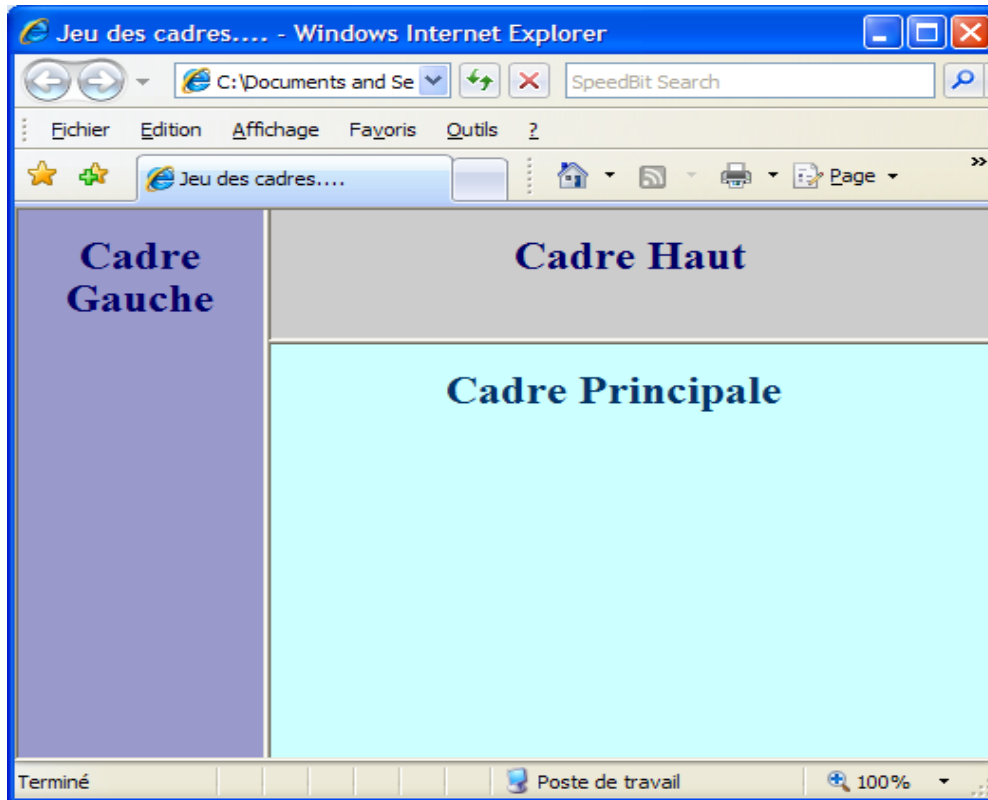 Jeu des cadres.... - Windows Internet Explorer
C:\Documents and Se
SpeedBit Search
Fichier Edition Affichage Favoris Outils ?
Jeu des cadres....
Page
»
Cadre
Gauche
Cadre Haut
Cadre Principale
Terminé
Poste de travail
100%